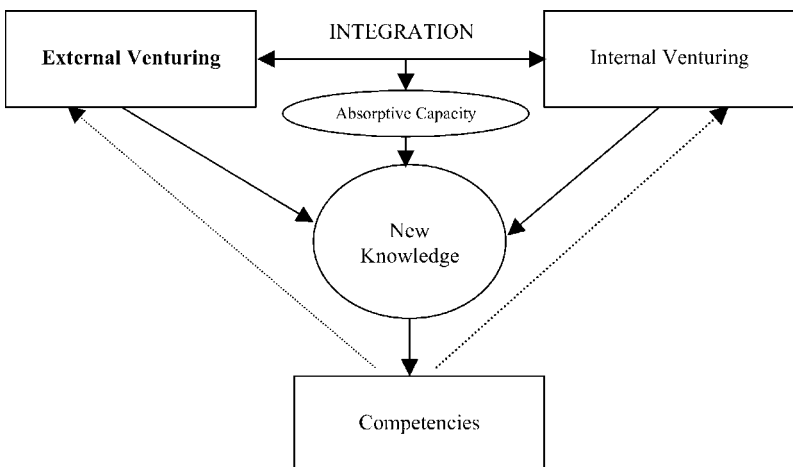 INTEGRATION
External Venturing
Internal Venturing
Absorptive Capacity
New
Knowledge
Competencies